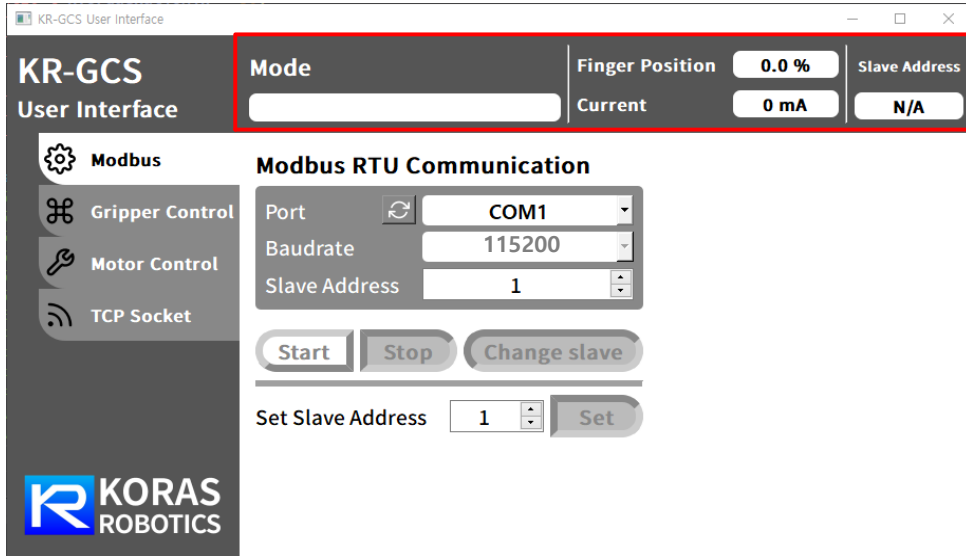 KR-GCS User Interface
KR-GCS
User Interface
Mode
Finger Position 0.0 %
Current 0 mA
Slave Address
N/A
Modbus
Gripper Control
Motor Control
TCP Socket
Modbus RTU Communication
Port COM1
Baudrate 115200
Slave Address 1
Start Stop Change slave
Set Slave Address 1 Set
KORAS
ROBOTICS